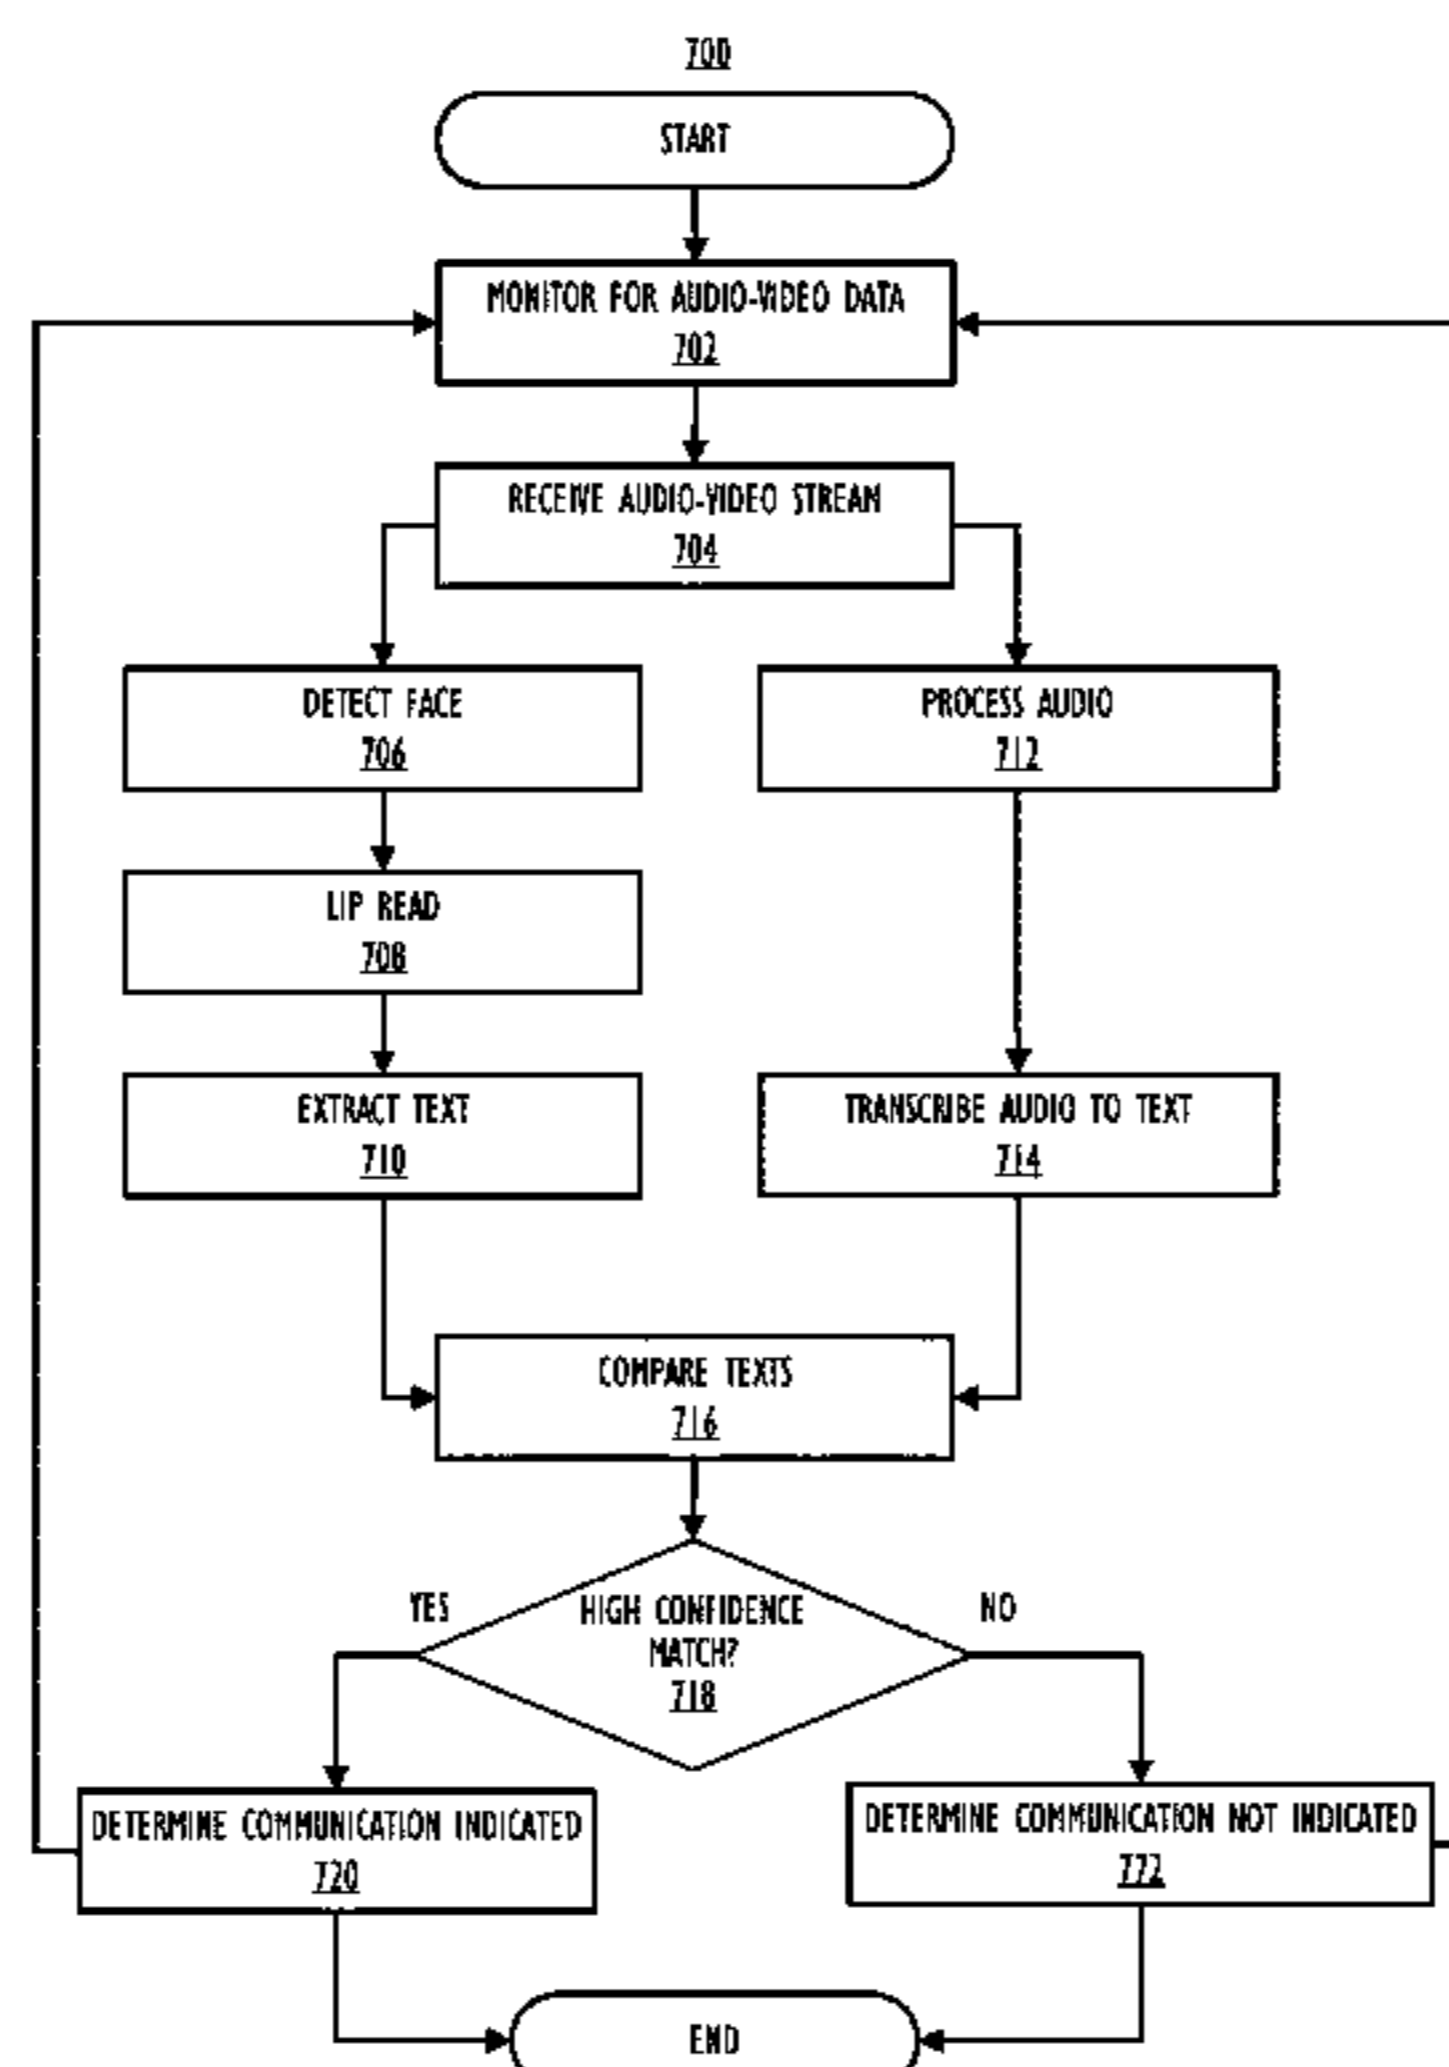 700
START
MONITOR FOR AUDIO-VIDEO DATA
702
RECEIVE AUDIO-VIDEO STREAM
704
DETECT FACE
706
PROCESS AUDIO
712
LIP READ
708
EXTRACT TEXT
710
TRANSCRIBE AUDIO TO TEXT
714
COMPARE TEXTS
716
YES
HIGH CONFIDENCE
MATCH?
718
NO
DETERMINE COMMUNICATION INDICATED
720
DETERMINE COMMUNICATION NOT INDICATED
722
END